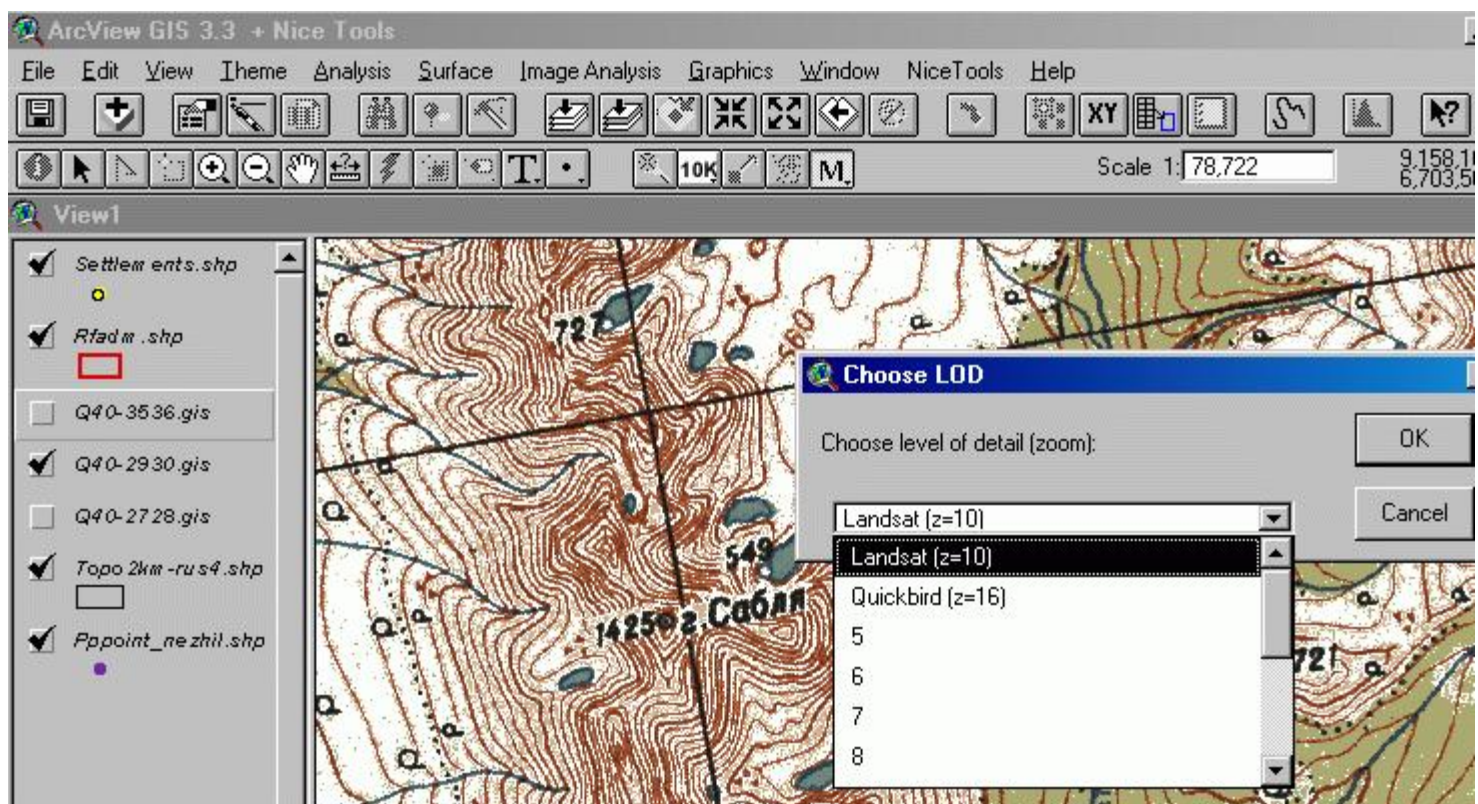 ArcView GIS 3.3 + Nice Tools
File Edit View Theme Analysis Surface Image Analysis Graphics Window NiceTools Help
XY
T 10K M Scale 1: 78,722
View1
Settlements.shp
Rfadm.shp
Q40-3536.gis
Q40-2930.gis
Q40-2728.gis
Topo2km-rus4.shp
Pppoint_nezhil.shp
727
549
1425 г. Сабля
721
Choose LOD
Choose level of detail (zoom):
OK
Cancel
Landsat (z=10)
Landsat (z=10)
Quickbird (z=16)
5
6
7
8